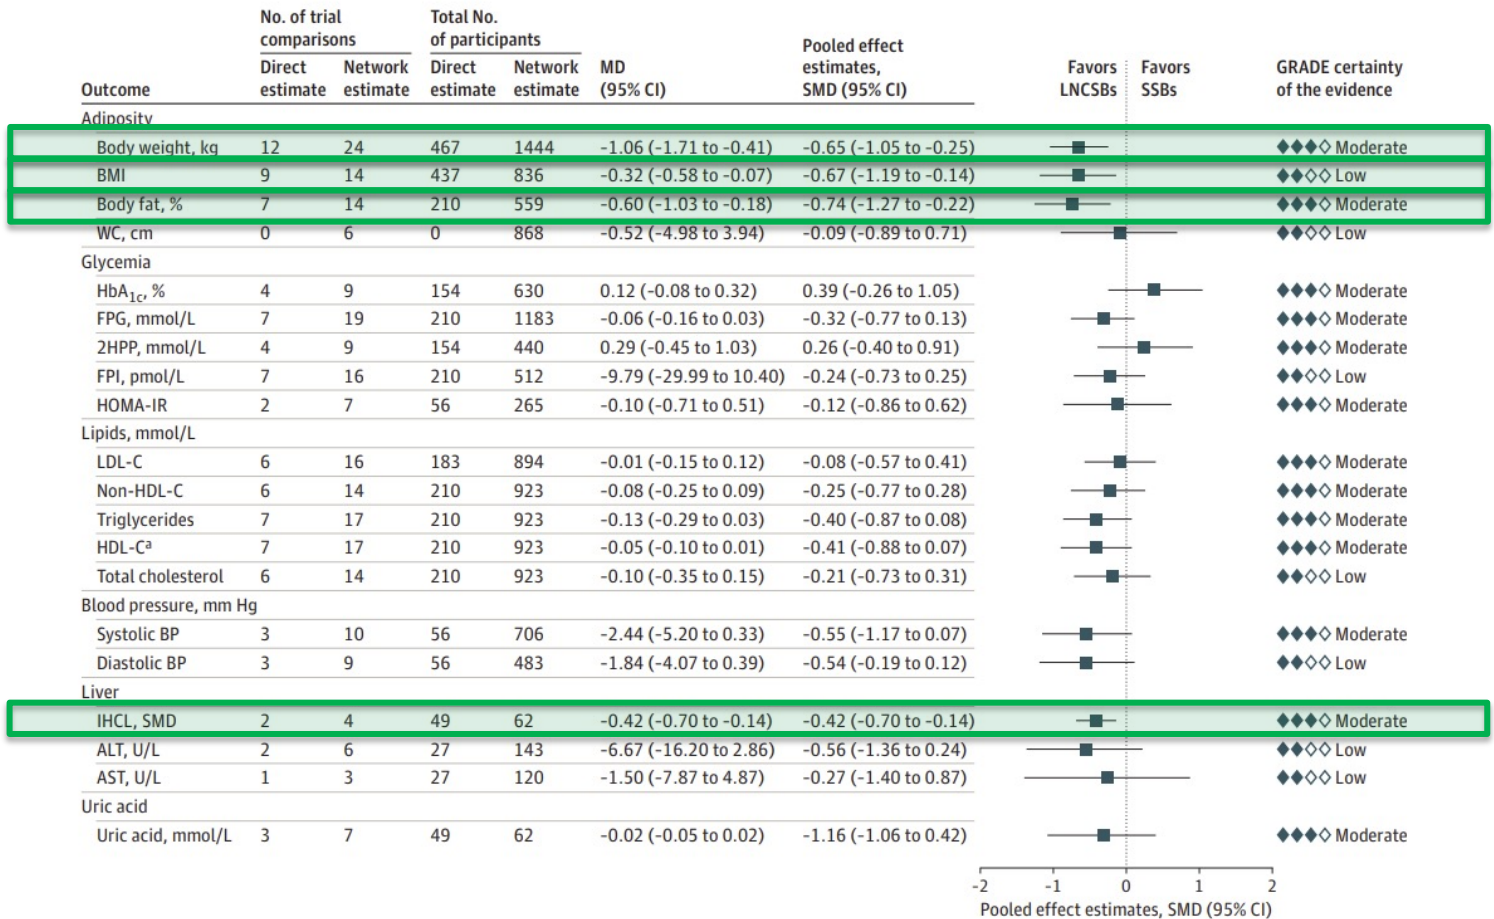 No. of trial comparisons Total No. of participants
Outcome Direct estimate Network estimate Direct estimate Network estimate MD (95% CI) Pooled effect estimates, SMD (95% CI) Favors LNCSBs Favors SSBs GRADE certainty of the evidence
Adiposity
Body weight, kg 12 24 467 1444 -1.06 (-1.71 to -0.41) -0.65 (-1.05 to -0.25) ◆◆◆◇ Moderate
BMI 9 14 437 836 -0.32 (-0.58 to -0.07) -0.67 (-1.19 to -0.14) ◆◆◇◇ Low
Body fat, % 7 14 210 559 -0.60 (-1.03 to -0.18) -0.74 (-1.27 to -0.22) ◆◆◆◇ Moderate
WC, cm 0 6 0 868 -0.52 (-4.98 to 3.94) -0.09 (-0.89 to 0.71) ◆◆◇◇ Low
Glycemia
HbA1c, % 4 9 154 630 0.12 (-0.08 to 0.32) 0.39 (-0.26 to 1.05) ◆◆◆◇ Moderate
FPG, mmol/L 7 19 210 1183 -0.06 (-0.16 to 0.03) -0.32 (-0.77 to 0.13) ◆◆◆◇ Moderate
2HPP, mmol/L 4 9 154 440 0.29 (-0.45 to 1.03) 0.26 (-0.40 to 0.91) ◆◆◆◇ Moderate
FPI, pmol/L 7 16 210 512 -9.79 (-29.99 to 10.40) -0.24 (-0.73 to 0.25) ◆◆◇◇ Low
HOMA-IR 2 7 56 265 -0.10 (-0.71 to 0.51) -0.12 (-0.86 to 0.62) ◆◆◆◇ Moderate
Lipids, mmol/L
LDL-C 6 16 183 894 -0.01 (-0.15 to 0.12) -0.08 (-0.57 to 0.41) ◆◆◆◇ Moderate
Non-HDL-C 6 14 210 923 -0.08 (-0.25 to 0.09) -0.25 (-0.77 to 0.28) ◆◆◆◇ Moderate
Triglycerides 7 17 210 923 -0.13 (-0.29 to 0.03) -0.40 (-0.87 to 0.08) ◆◆◆◇ Moderate
HDL-Ca 7 17 210 923 -0.05 (-0.10 to 0.01) -0.41 (-0.88 to 0.07) ◆◆◆◇ Moderate
Total cholesterol 6 14 210 923 -0.10 (-0.35 to 0.15) -0.21 (-0.73 to 0.31) ◆◆◇◇ Low
Blood pressure, mm Hg
Systolic BP 3 10 56 706 -2.44 (-5.20 to 0.33) -0.55 (-1.17 to 0.07) ◆◆◆◇ Moderate
Diastolic BP 3 9 56 483 -1.84 (-4.07 to 0.39) -0.54 (-0.19 to 0.12) ◆◆◇◇ Low
Liver
IHCL, SMD 2 4 49 62 -0.42 (-0.70 to -0.14) -0.42 (-0.70 to -0.14) ◆◆◆◇ Moderate
ALT, U/L 2 6 27 143 -6.67 (-16.20 to 2.86) -0.56 (-1.36 to 0.24) ◆◆◇◇ Low
AST, U/L 1 3 27 120 -1.50 (-7.87 to 4.87) -0.27 (-1.40 to 0.87) ◆◆◇◇ Low
Uric acid
Uric acid, mmol/L 3 7 49 62 -0.02 (-0.05 to 0.02) -1.16 (-1.06 to 0.42) ◆◆◆◇ Moderate
-2 -1 0 1 2
Pooled effect estimates, SMD (95% CI)